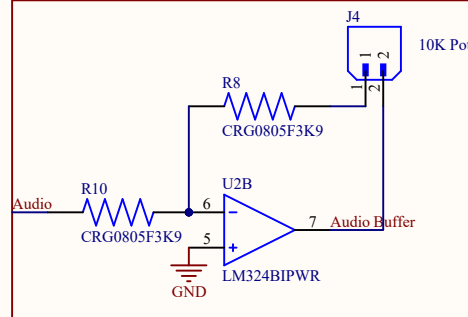 J4
10K Pot
1
2
1
2
R8
CRG0805F3K9
U2B
Audio
R10
6
CRG0805F3K9
7
Audio Buffer
5
LM324BIPWR
GND